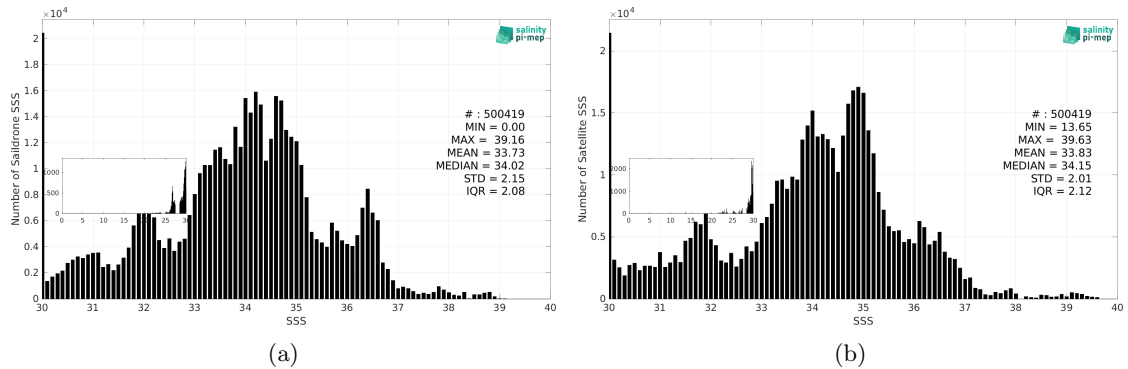 ×10^4
2
1.8
1.6
1.4
1.2
1
0.8
0.6
0.4
0.2
0
Number of Saildrone SSS
salinity
pi-mep
# : 500419
MIN = 0.00
MAX = 39.16
MEAN = 33.73
MEDIAN = 34.02
STD = 2.15
IQR = 2.08
1000
500
0
0 5 10 15 20 25 30
30 31 32 33 34 35 36 37 38 39 40
SSS
(a)
×10^4
2
1.5
1
0.5
0
Number of Satellite SSS
salinity
pi-mep
# : 500419
MIN = 13.65
MAX = 39.63
MEAN = 33.83
MEDIAN = 34.15
STD = 2.01
IQR = 2.12
2000
1000
0
0 5 10 15 20 25 30
30 31 32 33 34 35 36 37 38 39 40
SSS
(b)